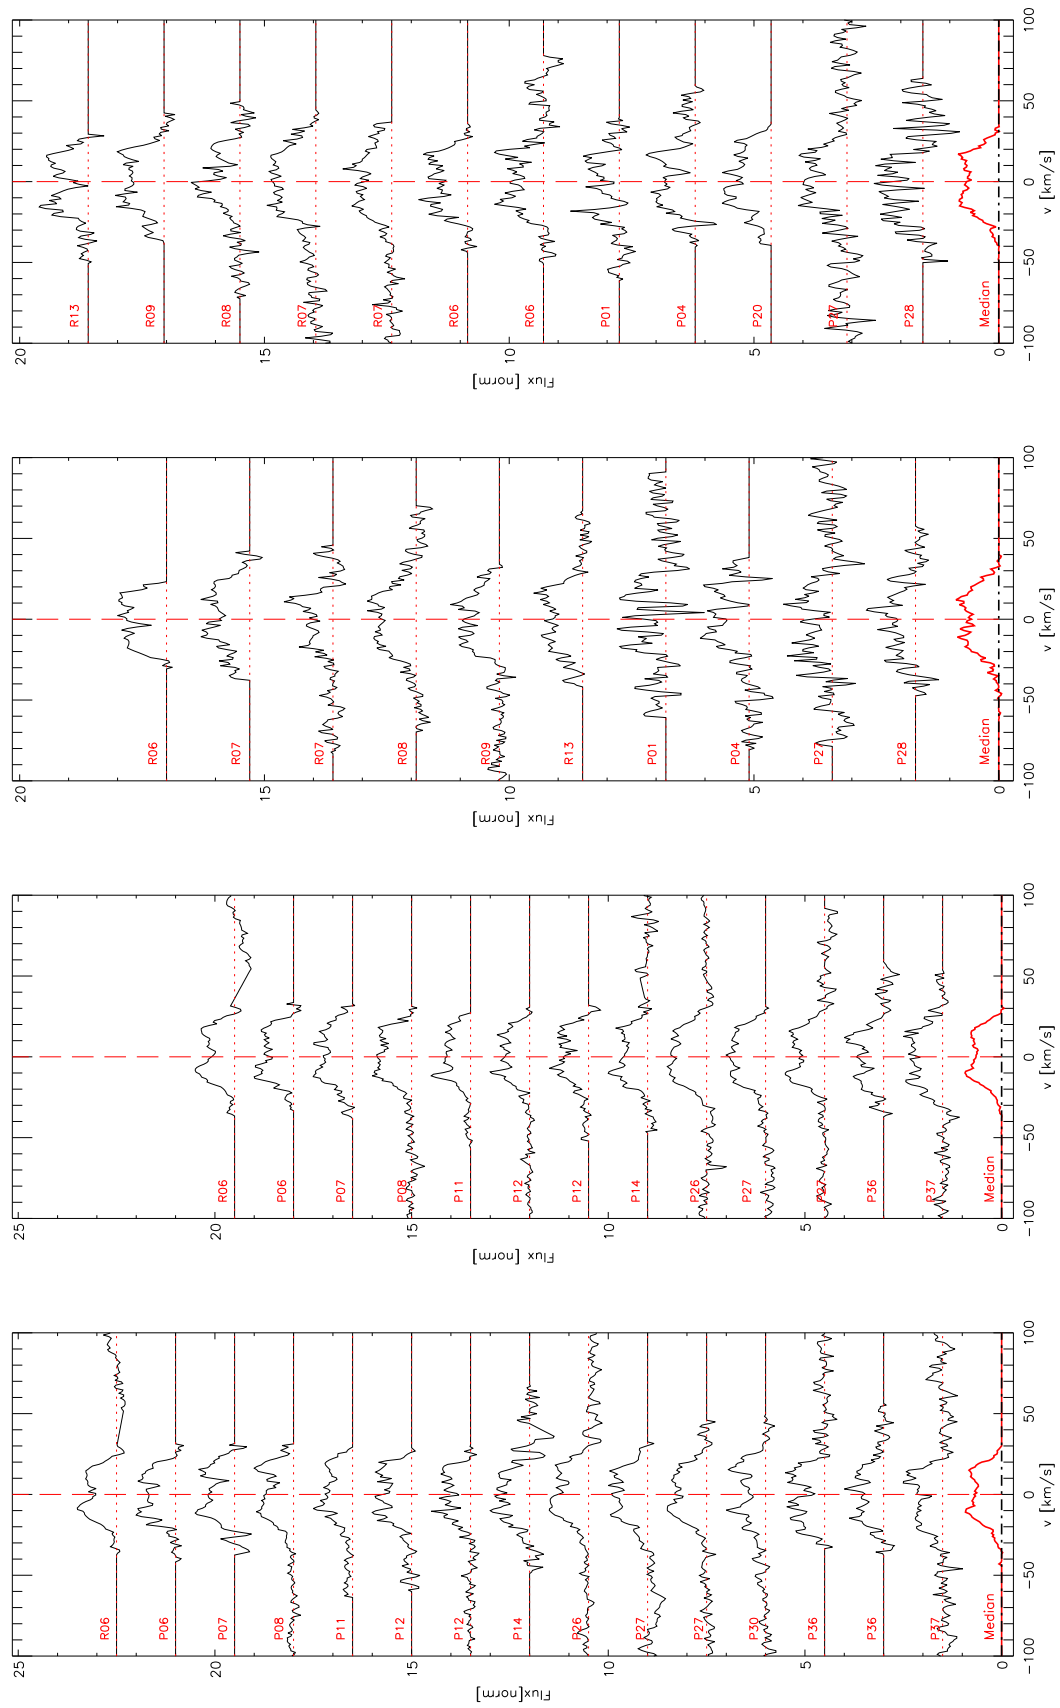 Flux[norm]
25
R06
P06
20
P07
P08
P11
15
P12
P12
P14
P26
10
P27
P27
P30
5
P36
P36
P37
Median
0
-100 -50 0 50 100
v [km/s]
Flux [norm]
25
20
R06
P06
P07
15
P08
P11
P12
P12
10
P14
P26
P27
5
P27
P36
P37
Median
0
-100 -50 0 50 100
v [km/s]
Flux [norm]
20
R06
R07
15
R07
R08
R09
10
R13
P01
P04
5
P27
P28
Median
0
-100 -50 0 50 100
v [km/s]
Flux [norm]
20
R13
R09
R08
15
R07
R07
R06
10
R06
P01
P04
5
P20
P27
P28
Median
0
-100 -50 0 50 100
v [km/s]